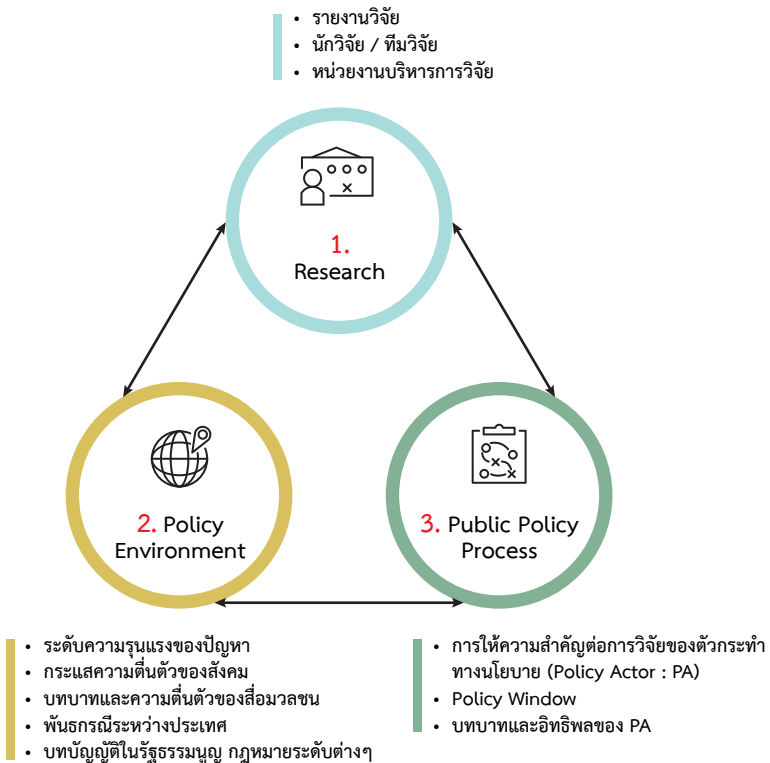 • รายงานวิจัย
• นักวิจัย / ทีมวิจัย
• หน่วยงานบริหารการวิจัย
1.
Research
2. Policy
Environment
3. Public Policy
Process
• ระดับความรุนแรงของปัญหา
• กระแสความตื่นตัวของสังคม
• บทบาทและความตื่นตัวของสื่อมวลชน
• พันธกรณีระหว่างประเทศ
• บทบัญญัติในรัฐธรรมนูญ กฎหมายระดับต่างๆ
• การให้ความสำคัญต่อการวิจัยของตัวกระทำ
ทางนโยบาย (Policy Actor : PA)
• Policy Window
• บทบาทและอิทธิพลของ PA